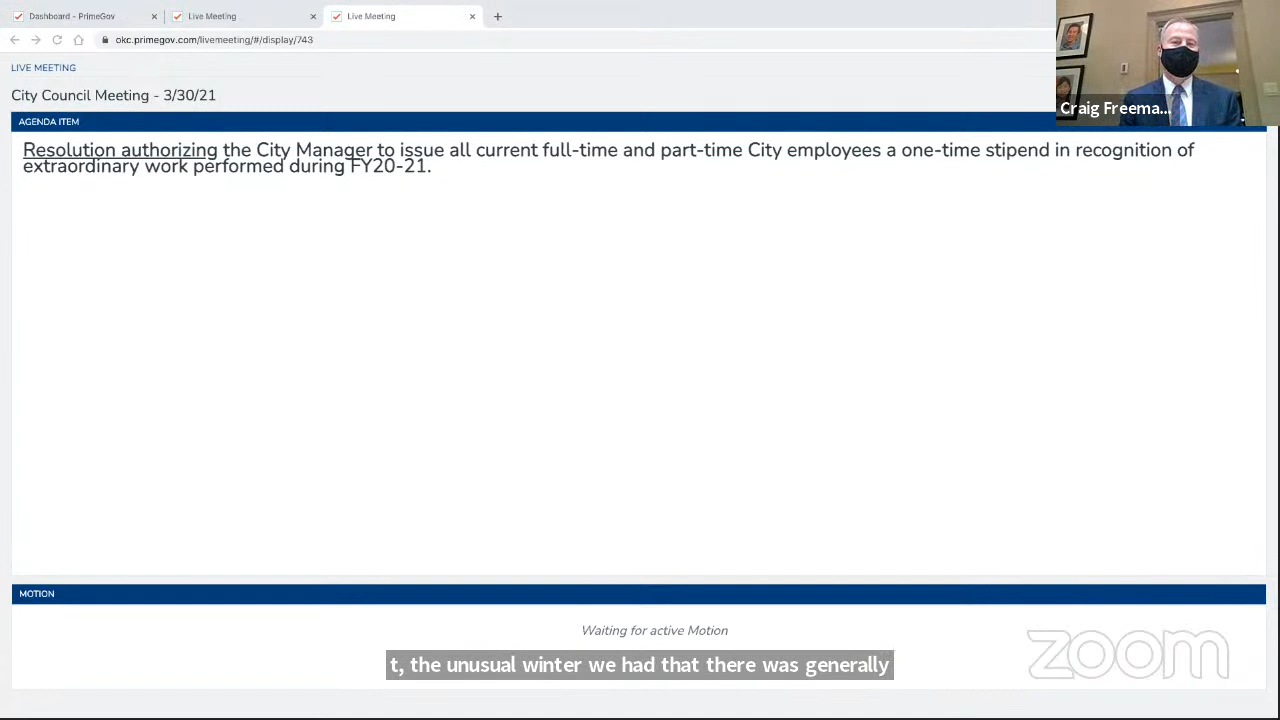 Dashboard - PrimeGov
Live Meeting
Live Meeting
okc.primegov.com/livemeeting/#/display/743
LIVE MEETING
City Council Meeting - 3/30/21
Craig Freema...
AGENDA ITEM
Resolution authorizing the City Manager to issue all current full-time and part-time City employees a one-time stipend in recognition of
extraordinary work performed during FY20-21.
MOTION
Waiting for active Motion
t, the unusual winter we had that there was generally
zoom